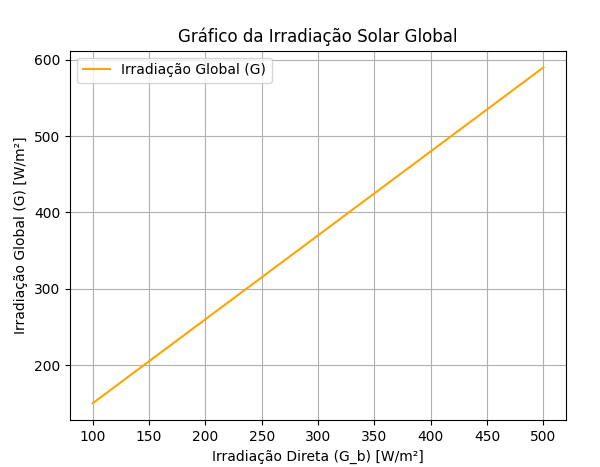 Gráfico da Irradiação Solar Global
Irradiação Global (G)
600
500
400
300
200
Irradiação Global (G) [W/m²]
100 150 200 250 300 350 400 450 500
Irradiação Direta (G_b) [W/m²]